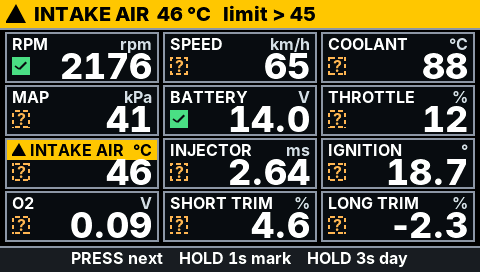 INTAKE AIR 46 °C limit > 45
RPM rpm
2176
SPEED km/h
? 65
COOLANT °C
? 88
MAP kPa
? 41
BATTERY V
14.0
THROTTLE %
? 12
INTAKE AIR °C
? 46
INJECTOR ms
? 2.64
IGNITION °
? 18.7
O2 V
? 0.09
SHORT TRIM %
? 4.6
LONG TRIM %
? -2.3
PRESS next HOLD 1s mark HOLD 3s day